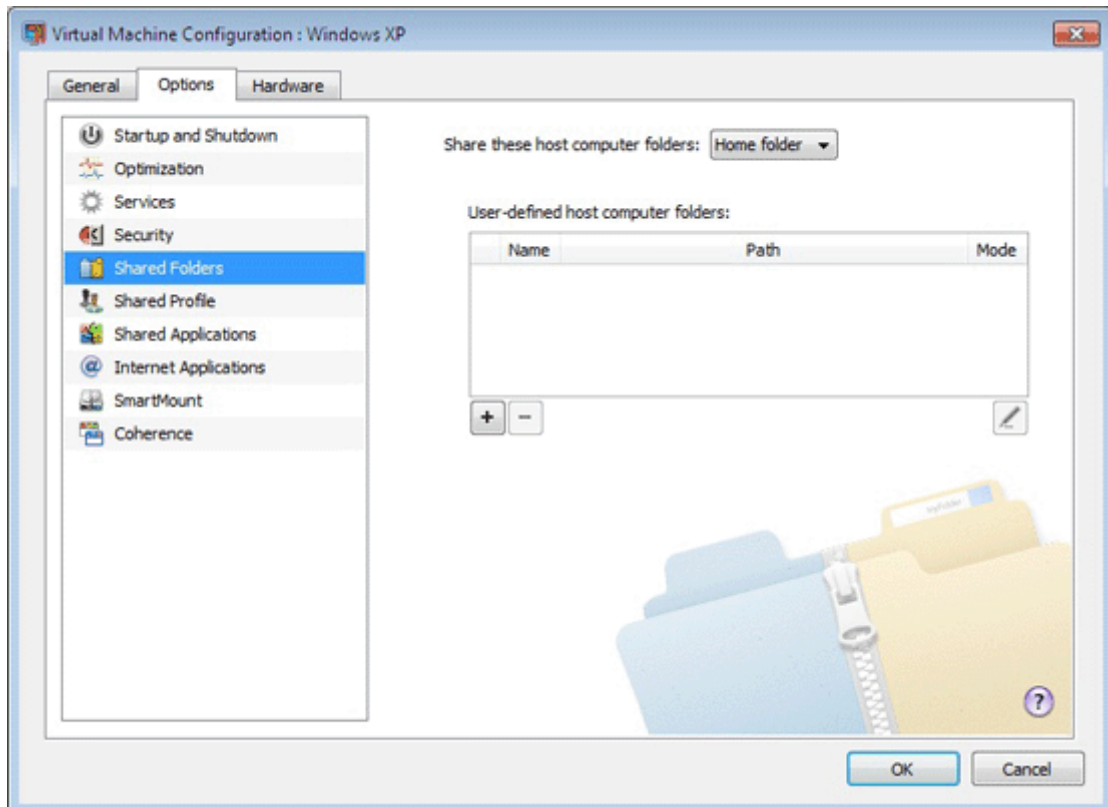 Virtual Machine Configuration : Windows XP
General
Options
Hardware
Startup and Shutdown
Optimization
Services
Security
Shared Folders
Shared Profile
Shared Applications
Internet Applications
SmartMount
Coherence
Share these host computer folders: Home folder
User-defined host computer folders:
Name Path Mode
+ −
myFolder
?
OK Cancel